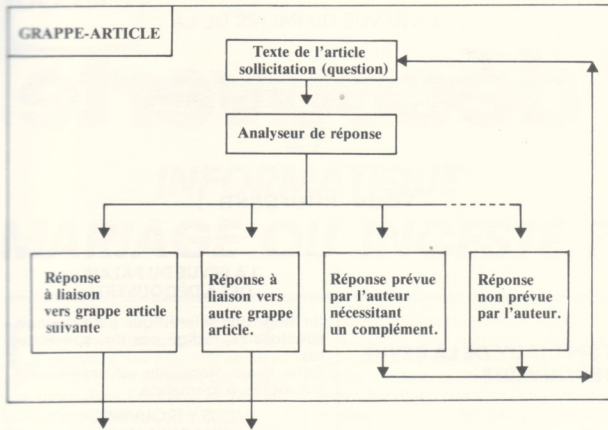 GRAPPE-ARTICLE
Texte de l'article
sollicitation (question)
Analyseur de réponse
Réponse
à liaison
vers grappe article
suivante
Réponse à
liaison vers
autre grappe
article.
Réponse prévue
par l'auteur
nécessitant
un complément.
Réponse
non prévue
par l'auteur.